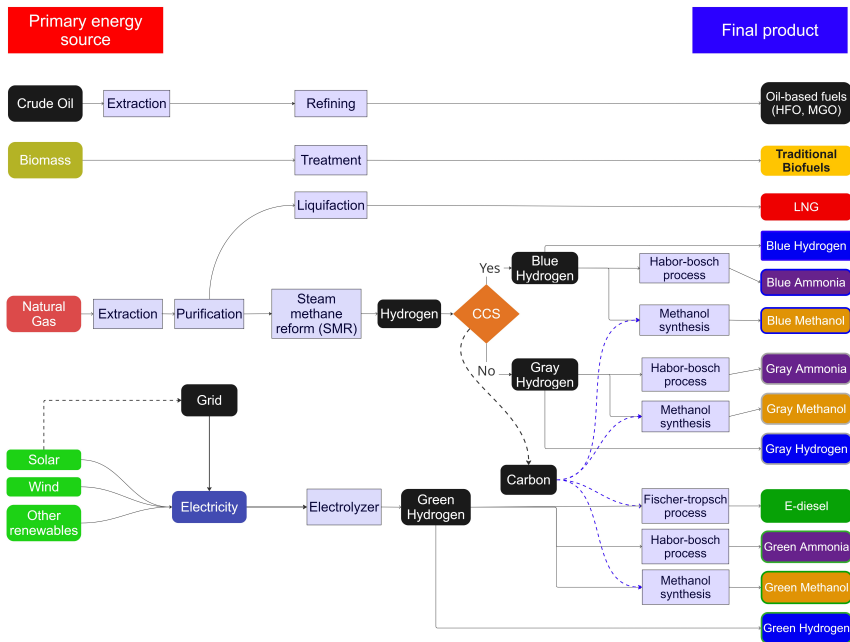 Primary energy
source
Final product
Crude Oil
Extraction
Refining
Oil-based fuels
(HFO, MGO)
Biomass
Treatment
Traditional
Biofuels
Liquifaction
LNG
Yes
Blue
Hydrogen
Habor-bosch
process
Blue Hydrogen
Blue Ammonia
Natural
Gas
Extraction
Purification
Steam
methane
reform (SMR)
Hydrogen
CCS
Methanol
synthesis
Blue Methanol
No
Gray
Hydrogen
Habor-bosch
process
Gray Ammonia
Methanol
synthesis
Gray Methanol
Gray Hydrogen
Grid
Solar
Wind
Other
renewables
Electricity
Electrolyzer
Green
Hydrogen
Carbon
Fischer-tropsch
process
E-diesel
Habor-bosch
process
Green Ammonia
Methanol
synthesis
Green Methanol
Green Hydrogen